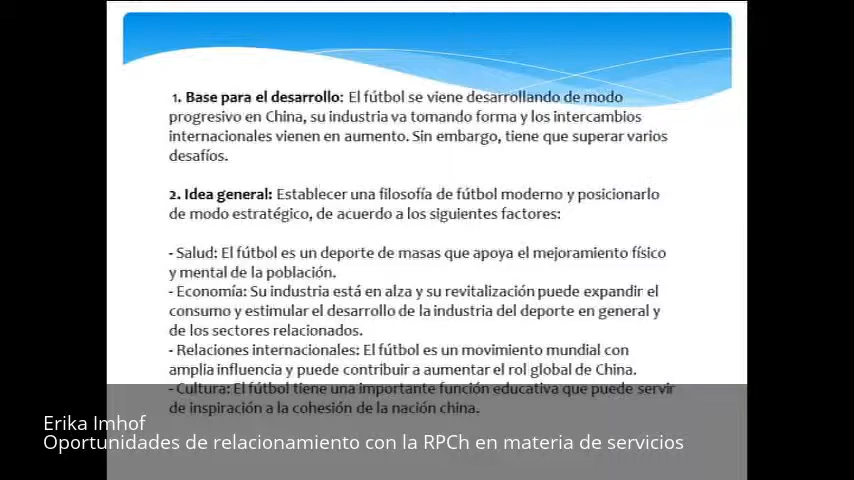 1. Base para el desarrollo: El fútbol se viene desarrollando de modo
progresivo en China, su industria va tomando forma y los intercambios
internacionales vienen en aumento. Sin embargo, tiene que superar varios
desafíos.
2. Idea general: Establecer una filosofía de fútbol moderno y posicionarlo
de modo estratégico, de acuerdo a los siguientes factores:
- Salud: El fútbol es un deporte de masas que apoya el mejoramiento físico
y mental de la población.
- Economía: Su industria está en alza y su revitalización puede expandir el
consumo y estimular el desarrollo de la industria del deporte en general y
de los sectores relacionados.
- Relaciones internacionales: El fútbol es un movimiento mundial con
amplia influencia y puede contribuir a aumentar el rol global de China.
- Cultura: El fútbol tiene una importante función educativa que puede servir
de inspiración a la cohesión de la nación china.
Erika Imhof
Oportunidades de relacionamiento con la RPCh en materia de servicios